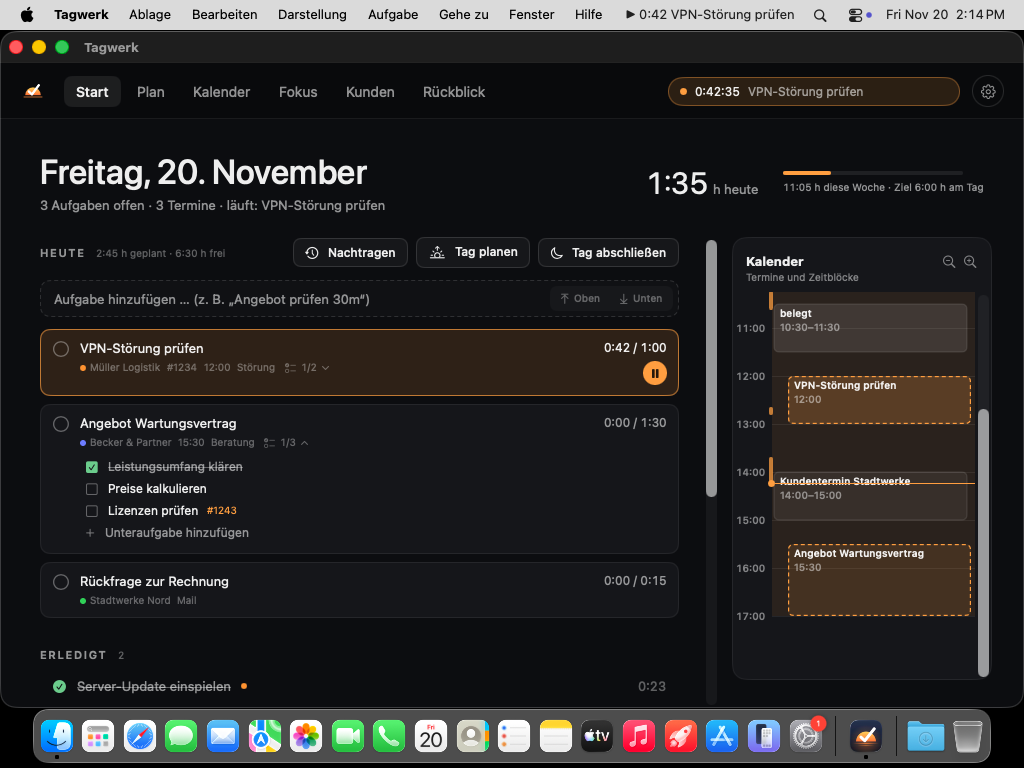 Tagwerk Ablage Bearbeiten Darstellung Aufgabe Gehe zu Fenster Hilfe 0:42 VPN-Störung prüfen Fri Nov 20 2:14 PM
Tagwerk
Start Plan Kalender Fokus Kunden Rückblick 0:42:35 VPN-Störung prüfen
Freitag, 20. November
3 Aufgaben offen · 3 Termine · läuft: VPN-Störung prüfen
1:35 h heute
11:05 h diese Woche · Ziel 6:00 h am Tag
HEUTE 2:45 h geplant · 6:30 h frei
Nachtragen Tag planen Tag abschließen
Aufgabe hinzufügen … (z. B. „Angebot prüfen 30m“) Oben Unten
VPN-Störung prüfen 0:42 / 1:00
Müller Logistik #1234 12:00 Störung 1/2
Angebot Wartungsvertrag 0:00 / 1:30
Becker & Partner 15:30 Beratung 1/3
Leistungsumfang klären
Preise kalkulieren
Lizenzen prüfen #1243
+ Unteraufgabe hinzufügen
Rückfrage zur Rechnung 0:00 / 0:15
Stadtwerke Nord Mail
ERLEDIGT 2
Server-Update einspielen 0:23
Kalender
Termine und Zeitblöcke
belegt
10:30–11:30
11:00
12:00
VPN-Störung prüfen
12:00
13:00
14:00
Kundentermin Stadtwerke
14:00–15:00
15:00
Angebot Wartungsvertrag
15:30
16:00
17:00
Fri
20
tv
1